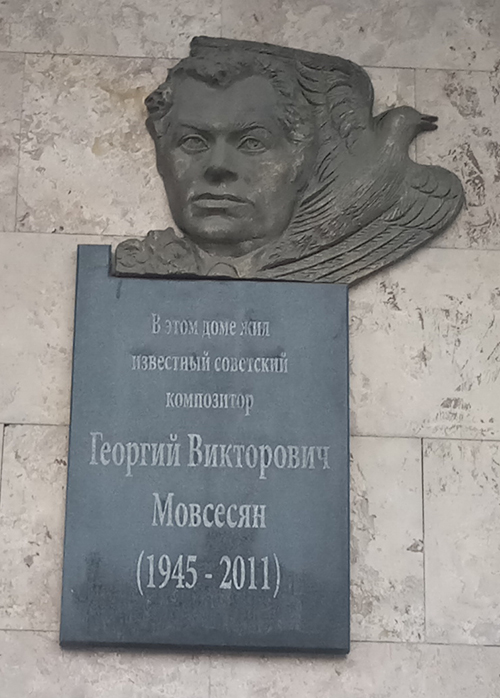 В этом доме жил
известный советский
композитор
Георгий Викторович
Мовсесян
(1945 - 2011)